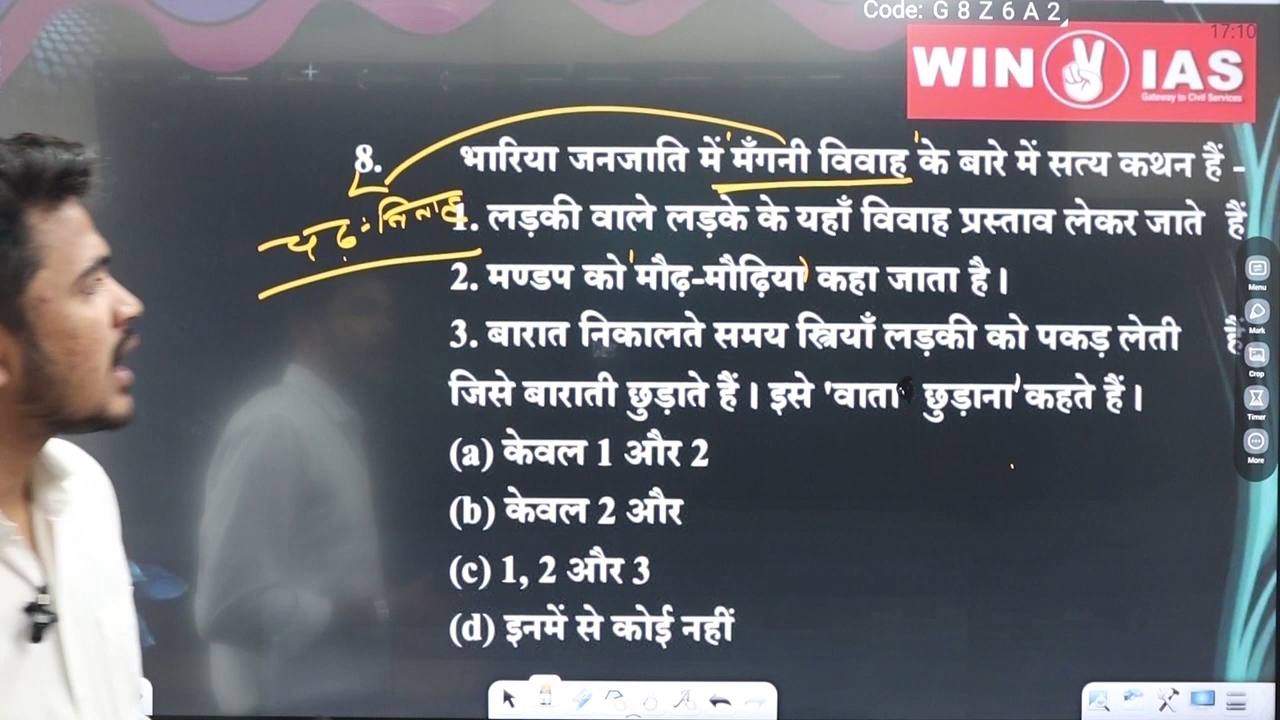 Code: G 8 Z 6 A 2
17:10
WIN IAS
Gateway to Civil Services
8. भारिया जनजाति में 'मँगनी विवाह' के बारे में सत्य कथन हैं -
1. लड़की वाले लड़के के यहाँ विवाह प्रस्ताव लेकर जाते हैं
2. मण्डप को 'मौढ़-मौढ़िया' कहा जाता है।
3. बारात निकालते समय स्त्रियाँ लड़की को पकड़ लेती हैं
जिसे बाराती छुड़ाते हैं। इसे 'वाता छुड़ाना' कहते हैं।
(a) केवल 1 और 2
(b) केवल 2 और
(c) 1, 2 और 3
(d) इनमें से कोई नहीं
Menu
Mark
Crop
Timer
More